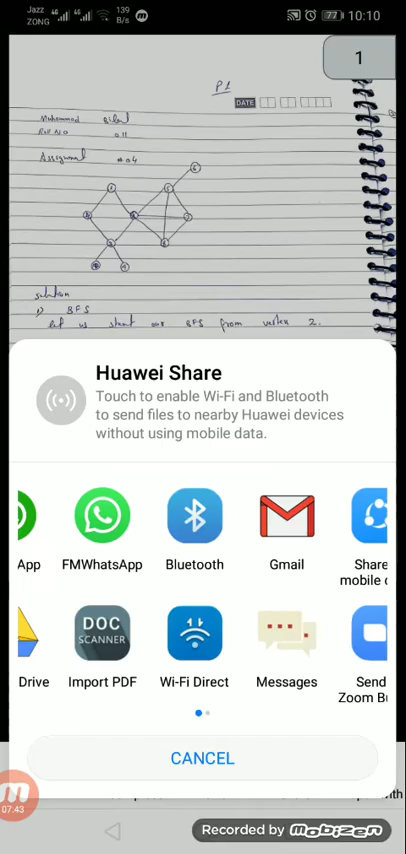 Jazz
ZONG
4G
4G
139
B/s
77
10:10
1
P1
DATE
Muhammad
Roll No 011
Assignment # 04
solution
1) BFS
let us start our BFS from vertex 2.
Huawei Share
Touch to enable Wi-Fi and Bluetooth
to send files to nearby Huawei devices
without using mobile data.
App
FMWhatsApp
Bluetooth
Gmail
Share
mobile
DOC
SCANNER
Drive
Import PDF
Wi-Fi Direct
Messages
Send
Zoom
CANCEL
07:43
Recorded by MOBIZEN